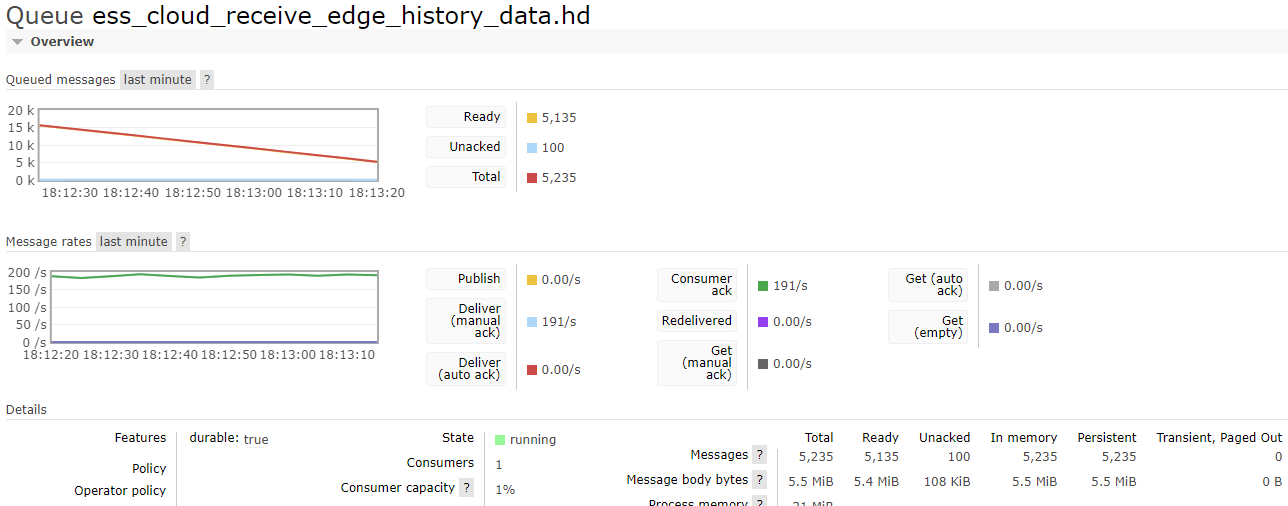 Queue ess_cloud_receive_edge_history_data.hd
Overview
Queued messages last minute ?
20 k
15 k
10 k
5 k
0 k
18:12:30 18:12:40 18:12:50 18:13:00 18:13:10 18:13:20
Ready 5,135
Unacked 100
Total 5,235
Message rates last minute ?
200 /s
150 /s
100 /s
50 /s
0 /s
18:12:20 18:12:30 18:12:40 18:12:50 18:13:00 18:13:10
Publish 0.00/s
Deliver
(manual 191/s
ack)
Deliver
(auto ack) 0.00/s
Consumer
ack 191/s
Redelivered 0.00/s
Get
(manual 0.00/s
ack)
Get (auto
ack) 0.00/s
Get
(empty) 0.00/s
Details
Features durable: true
Policy
Operator policy
State running
Consumers 1
Consumer capacity ? 1%
Total Ready Unacked In memory Persistent Transient, Paged Out
Messages ? 5,235 5,135 100 5,235 5,235 0
Message body bytes ? 5.5 MiB 5.4 MiB 108 KiB 5.5 MiB 5.5 MiB 0 B
Process memory ? 21 MiB